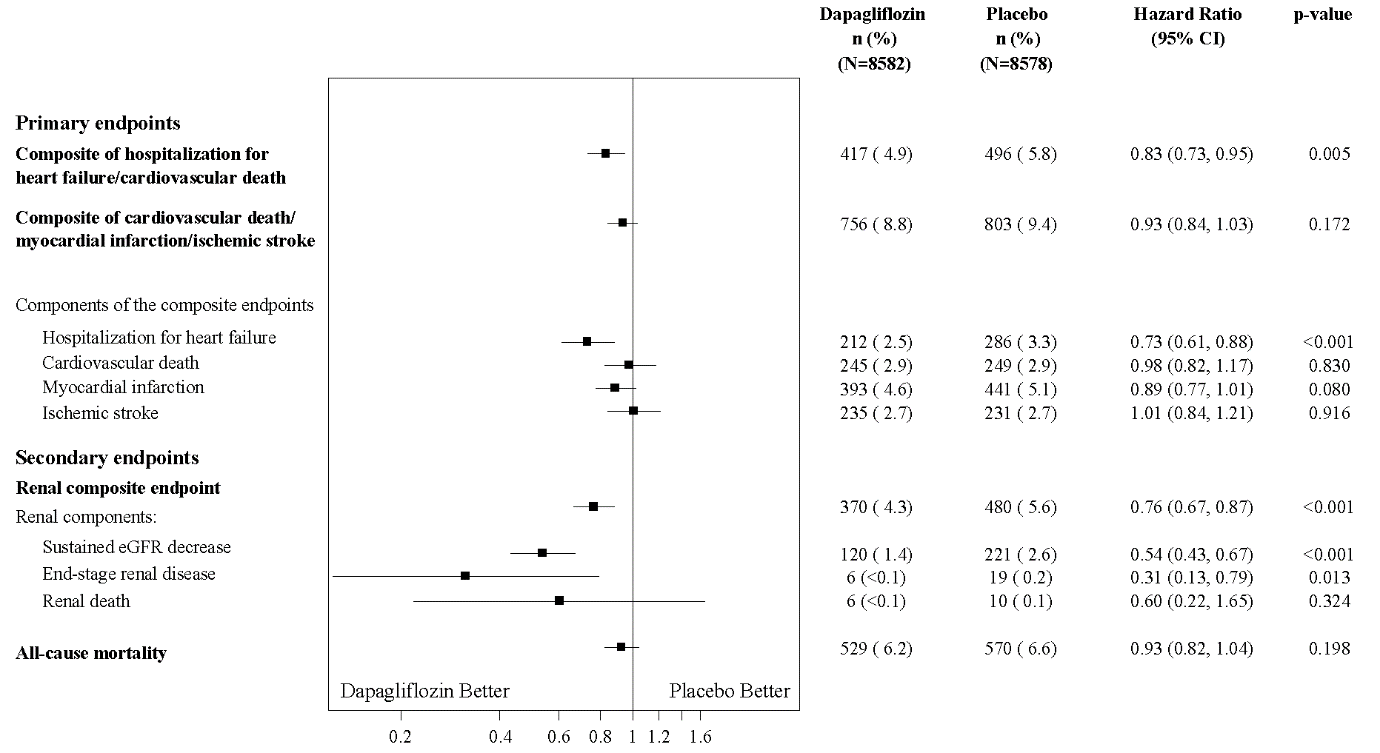 Dapagliflozin Placebo Hazard Ratio p-value
n (%) n (%) (95% CI)
(N=8582) (N=8578)
Primary endpoints
Composite of hospitalization for 417 ( 4.9) 496 ( 5.8) 0.83 (0.73, 0.95) 0.005
heart failure/cardiovascular death
Composite of cardiovascular death/ 756 ( 8.8) 803 ( 9.4) 0.93 (0.84, 1.03) 0.172
myocardial infarction/ischemic stroke
Components of the composite endpoints
Hospitalization for heart failure 212 ( 2.5) 286 ( 3.3) 0.73 (0.61, 0.88) <0.001
Cardiovascular death 245 ( 2.9) 249 ( 2.9) 0.98 (0.82, 1.17) 0.830
Myocardial infarction 393 ( 4.6) 441 ( 5.1) 0.89 (0.77, 1.01) 0.080
Ischemic stroke 235 ( 2.7) 231 ( 2.7) 1.01 (0.84, 1.21) 0.916
Secondary endpoints
Renal composite endpoint
370 ( 4.3) 480 ( 5.6) 0.76 (0.67, 0.87) <0.001
Renal components:
Sustained eGFR decrease 120 ( 1.4) 221 ( 2.6) 0.54 (0.43, 0.67) <0.001
End-stage renal disease 6 (<0.1) 19 ( 0.2) 0.31 (0.13, 0.79) 0.013
Renal death 6 (<0.1) 10 ( 0.1) 0.60 (0.22, 1.65) 0.324
All-cause mortality 529 ( 6.2) 570 ( 6.6) 0.93 (0.82, 1.04) 0.198
Dapagliflozin Better Placebo Better
0.2 0.4 0.6 0.8 1 1.2 1.6